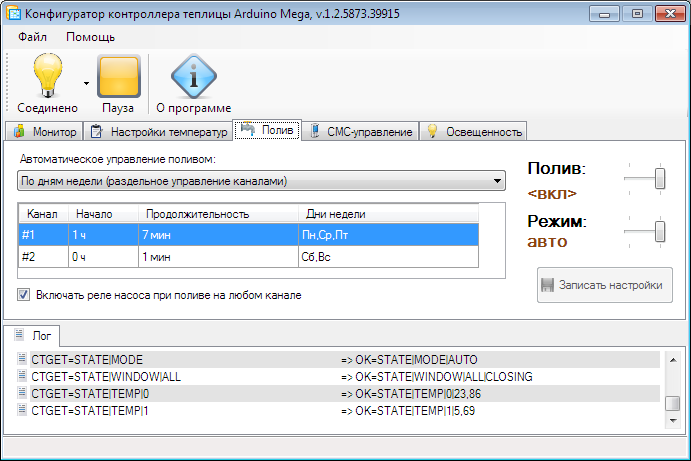 Конфигуратор контроллера теплицы Arduino Mega, v.1.2.5873.39915
Файл Помощь
Соединено Пауза О программе
Монитор Настройки температур Полив СМС-управление Освещенность
Автоматическое управление поливом:
По дням недели (раздельное управление каналами)
Канал Начало Продолжительность Дни недели
#1 1 ч 7 мин Пн,Ср,Пт
#2 0 ч 1 мин Сб,Вс
Включать реле насоса при поливе на любом канале
Полив:
<вкл>
Режим:
авто
Записать настройки
Лог
CTGET=STATE|MODE => OK=STATE|MODE|AUTO
CTGET=STATE|WINDOW|ALL => OK=STATE|WINDOW|ALL|CLOSING
CTGET=STATE|TEMP|0 => OK=STATE|TEMP|0|23,86
CTGET=STATE|TEMP|1 => OK=STATE|TEMP|1|5,69